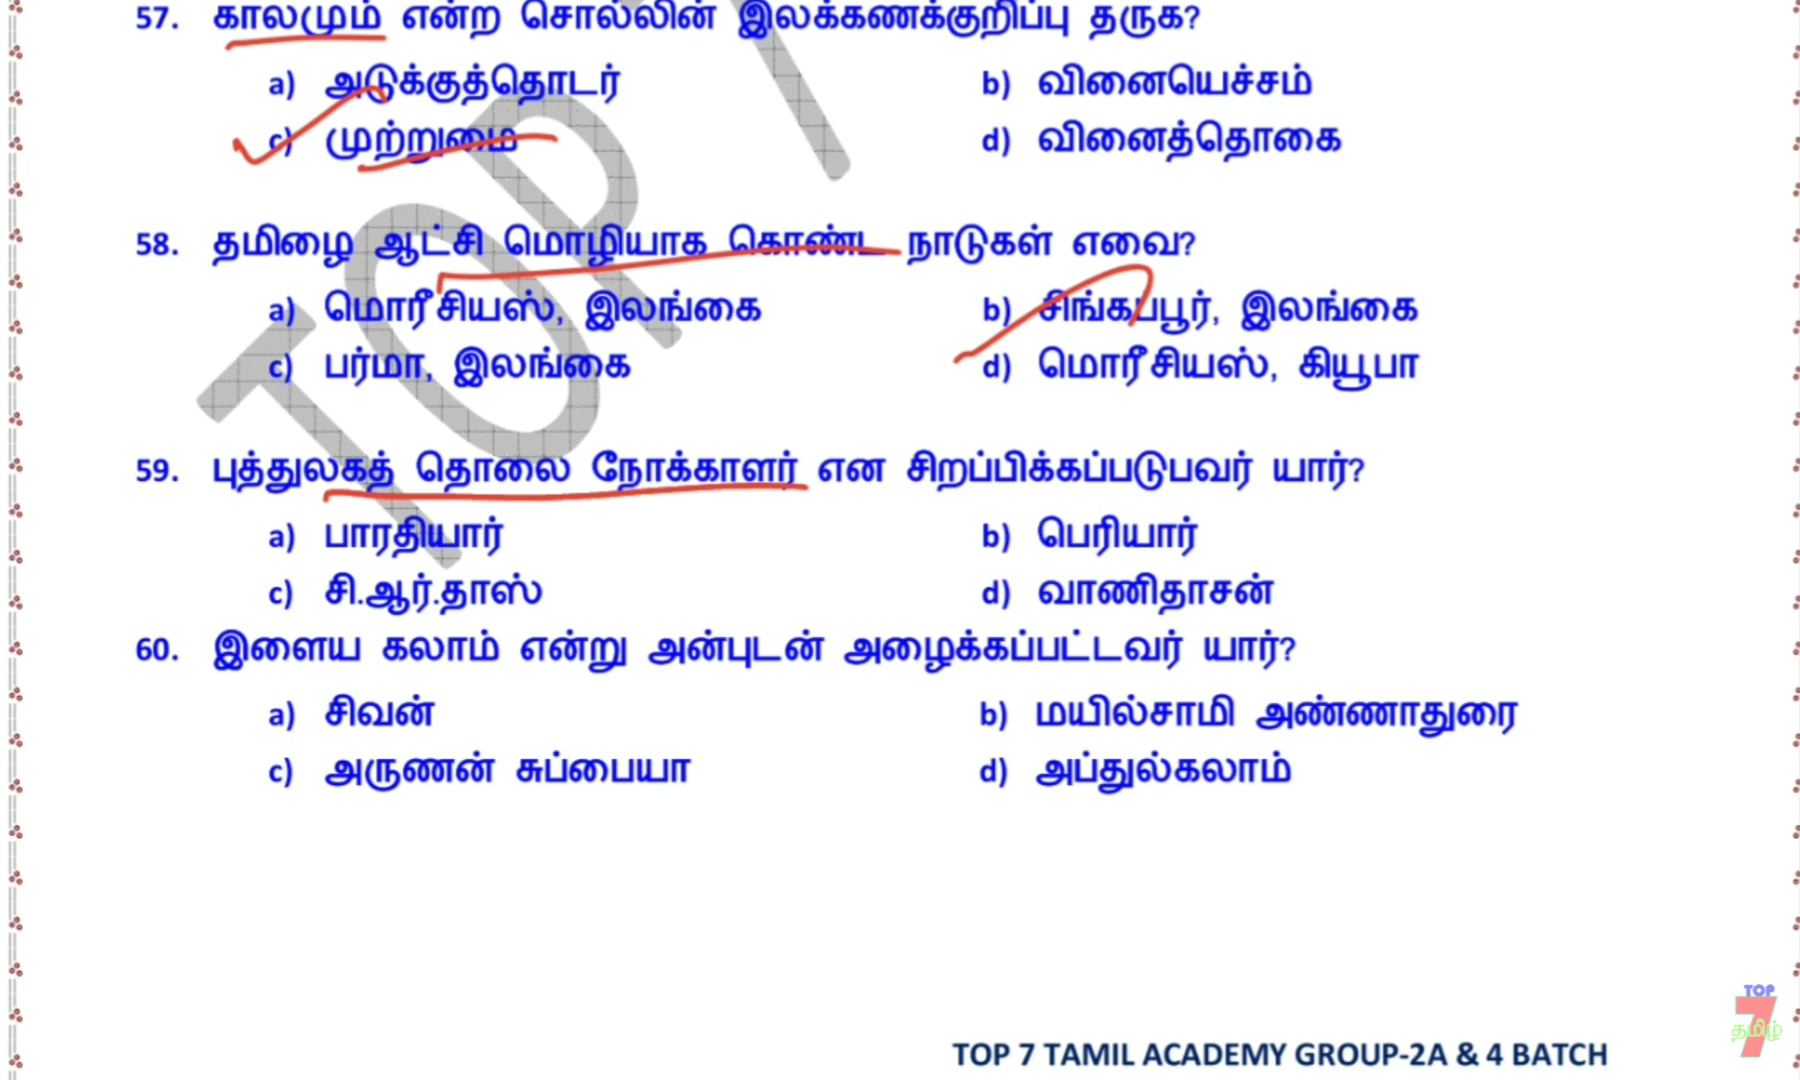 57. காலமும் என்ற சொல்லின் இலக்கணக்குறிப்பு தருக?
a) அடுக்குத்தொடர் b) வினையெச்சம்
c) முற்றுமை d) வினைத்தொகை
58. தமிழை ஆட்சி மொழியாக கொண்ட நாடுகள் எவை?
a) மொரீசியஸ், இலங்கை b) சிங்கப்பூர், இலங்கை
c) பர்மா, இலங்கை d) மொரீசியஸ், கியூபா
59. புத்துலகத் தொலை நோக்காளர் என சிறப்பிக்கப்படுபவர் யார்?
a) பாரதியார் b) பெரியார்
c) சி.ஆர்.தாஸ் d) வாணிதாசன்
60. இளைய கலாம் என்று அன்புடன் அழைக்கப்பட்டவர் யார்?
a) சிவன் b) மயில்சாமி அண்ணாதுரை
c) அருணன் சுப்பையா d) அப்துல்கலாம்
TOP 7
TOP
7
தமிழ்
TOP 7 TAMIL ACADEMY GROUP-2A & 4 BATCH